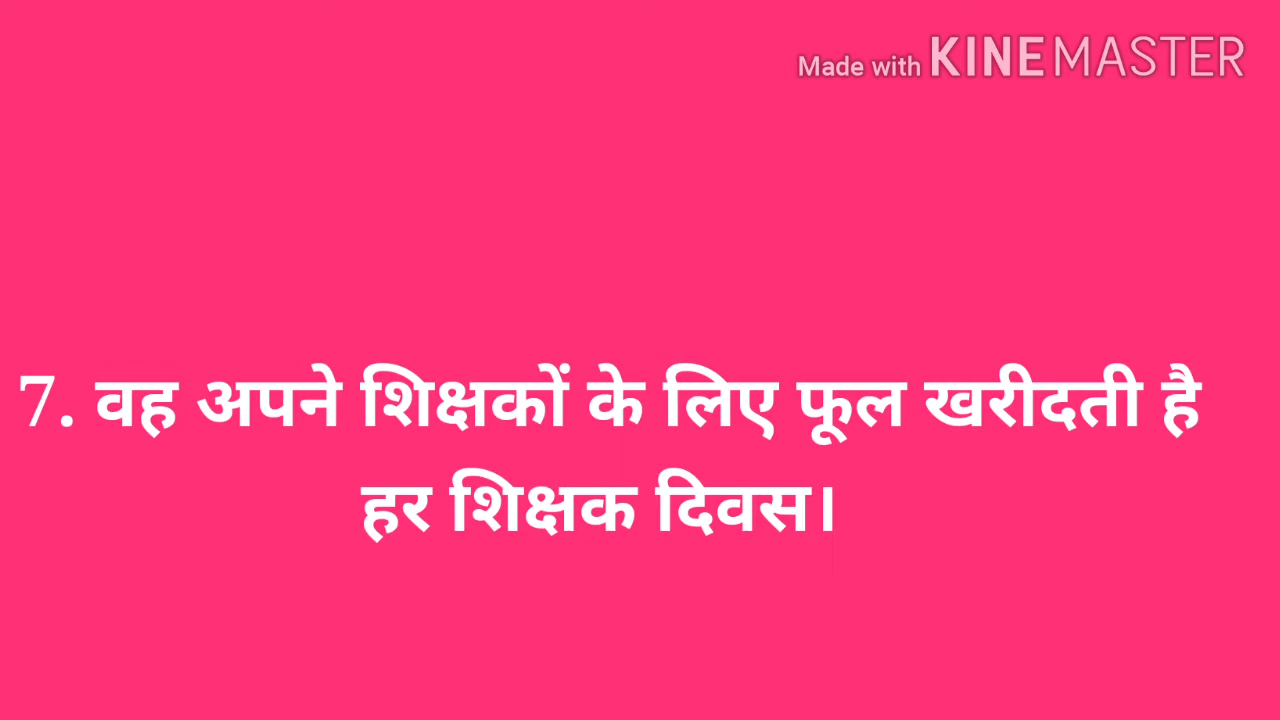 Made with KINEMASTER
7. वह अपने शिक्षकों के लिए फूल खरीदती है
हर शिक्षक दिवस।